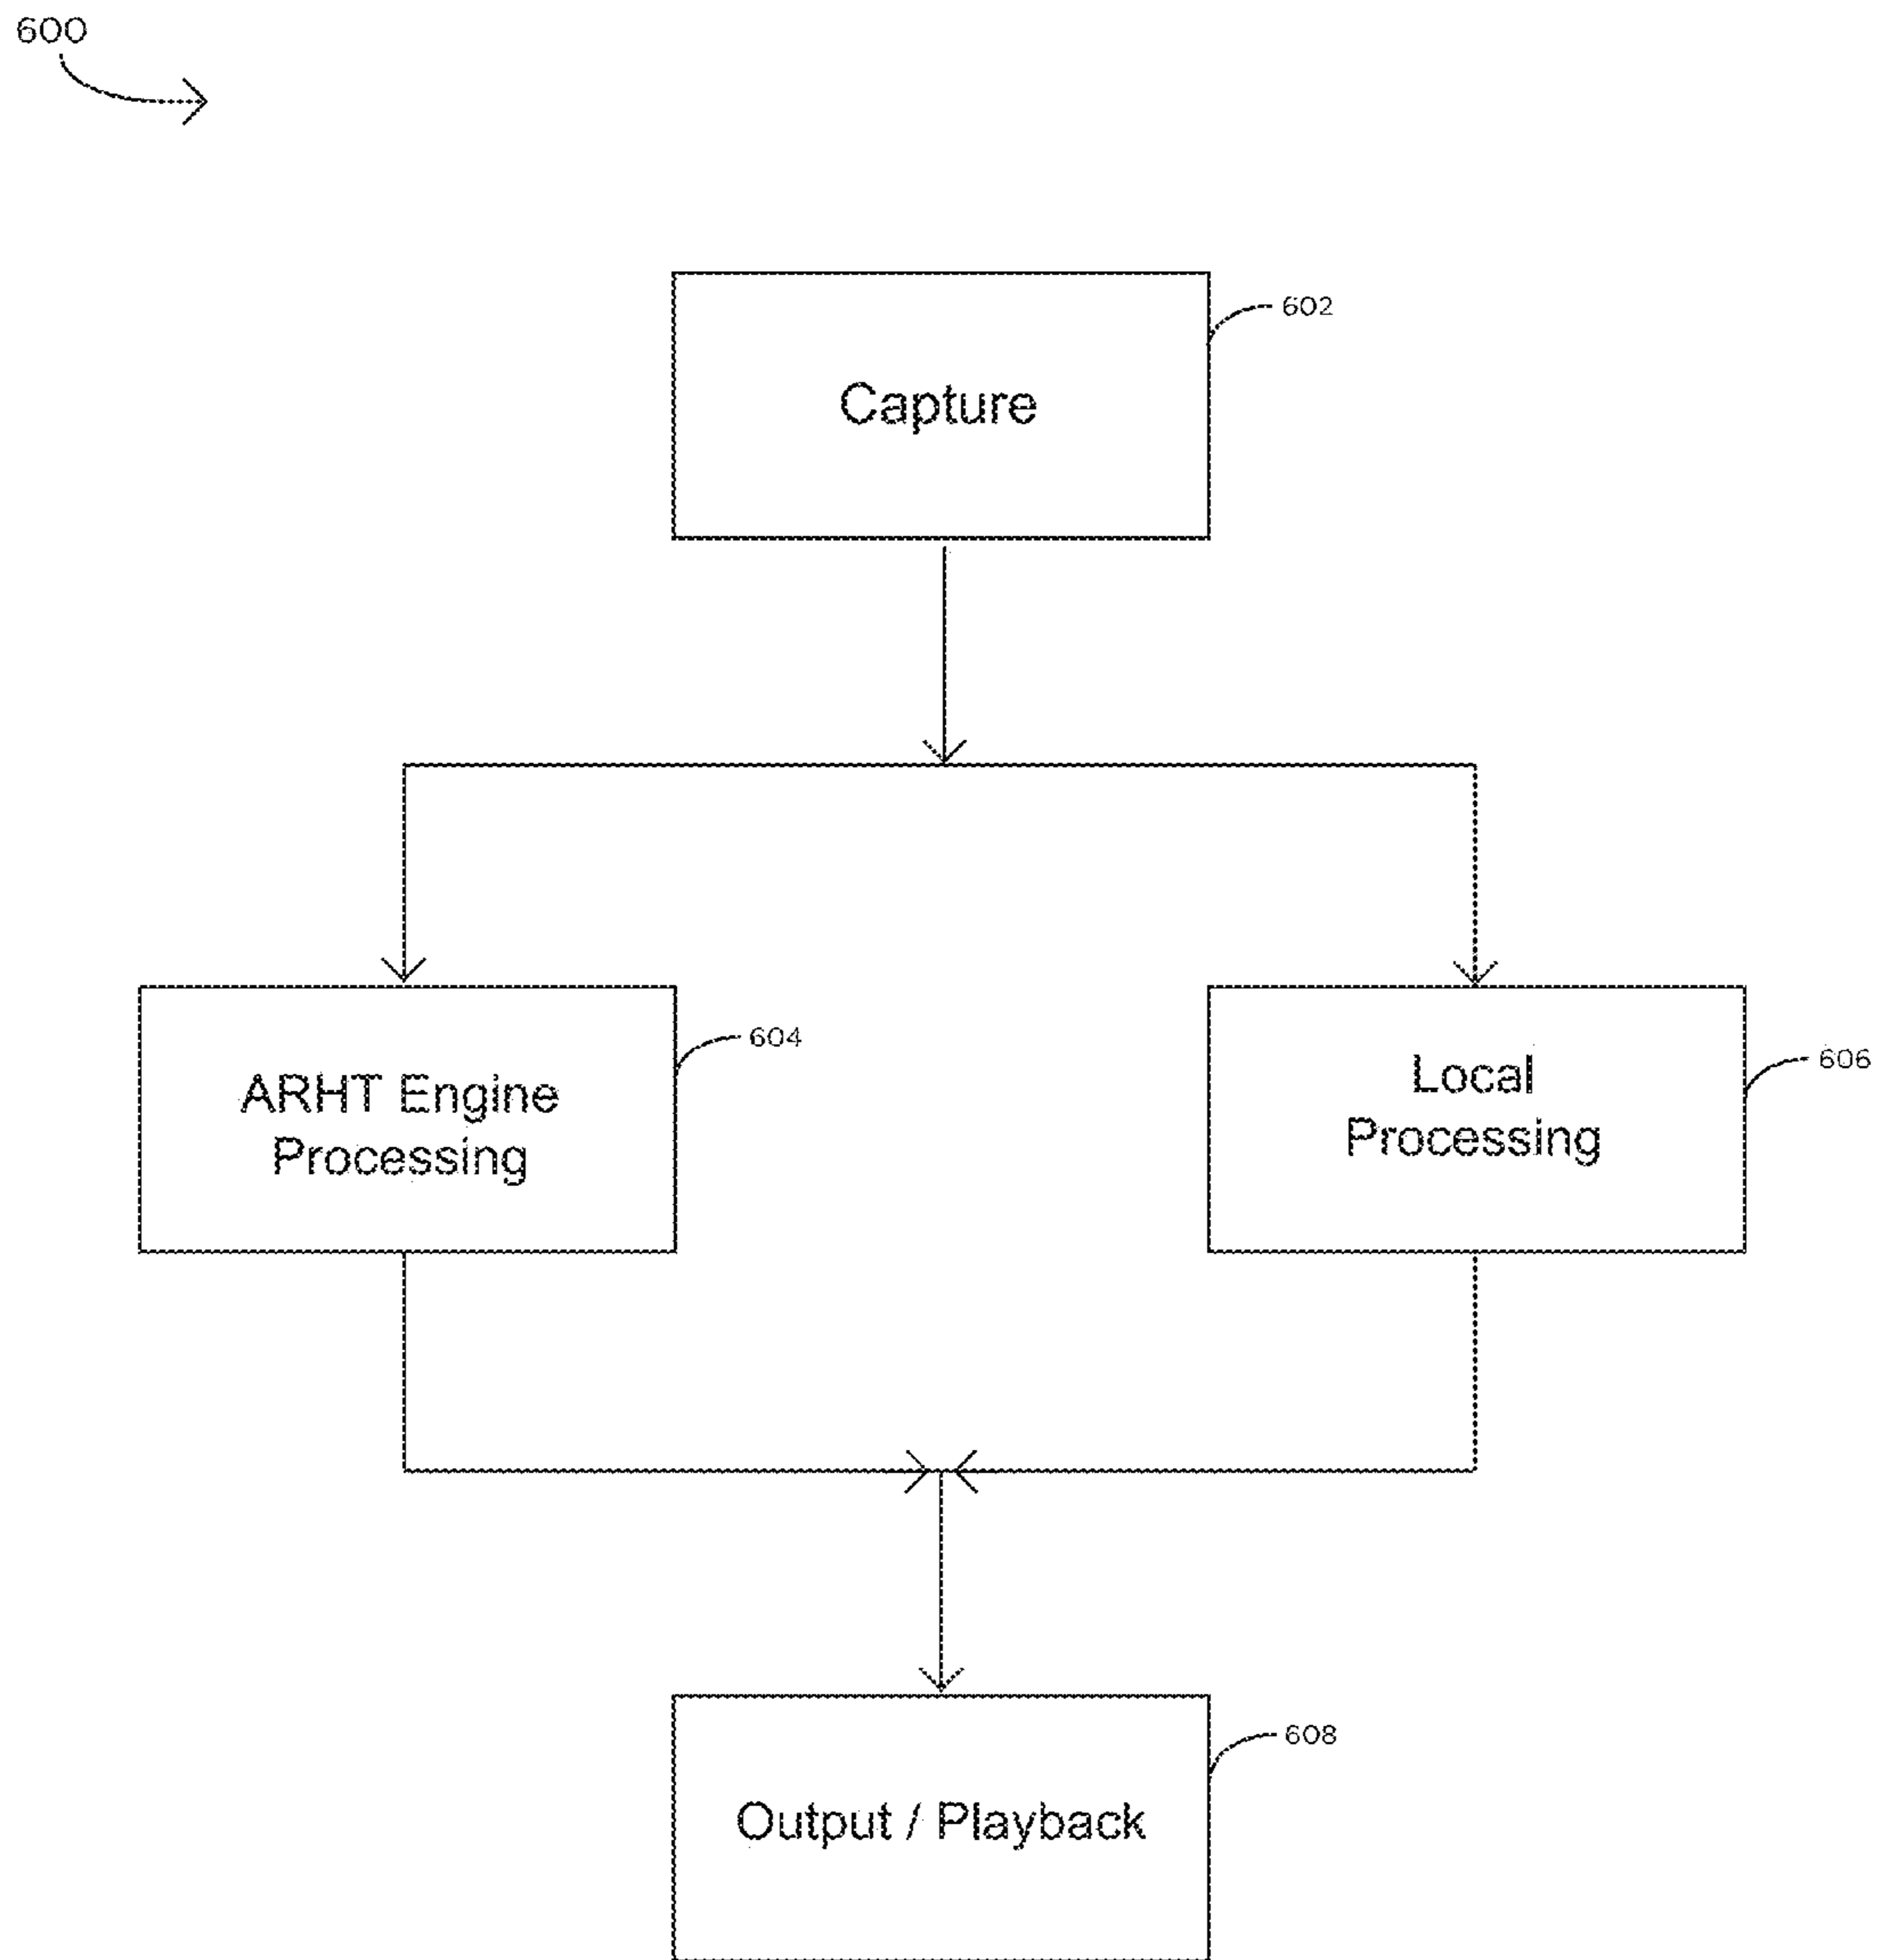 600
602
Capture
604
ARHT Engine
Processing
606
Local
Processing
608
Output / Playback